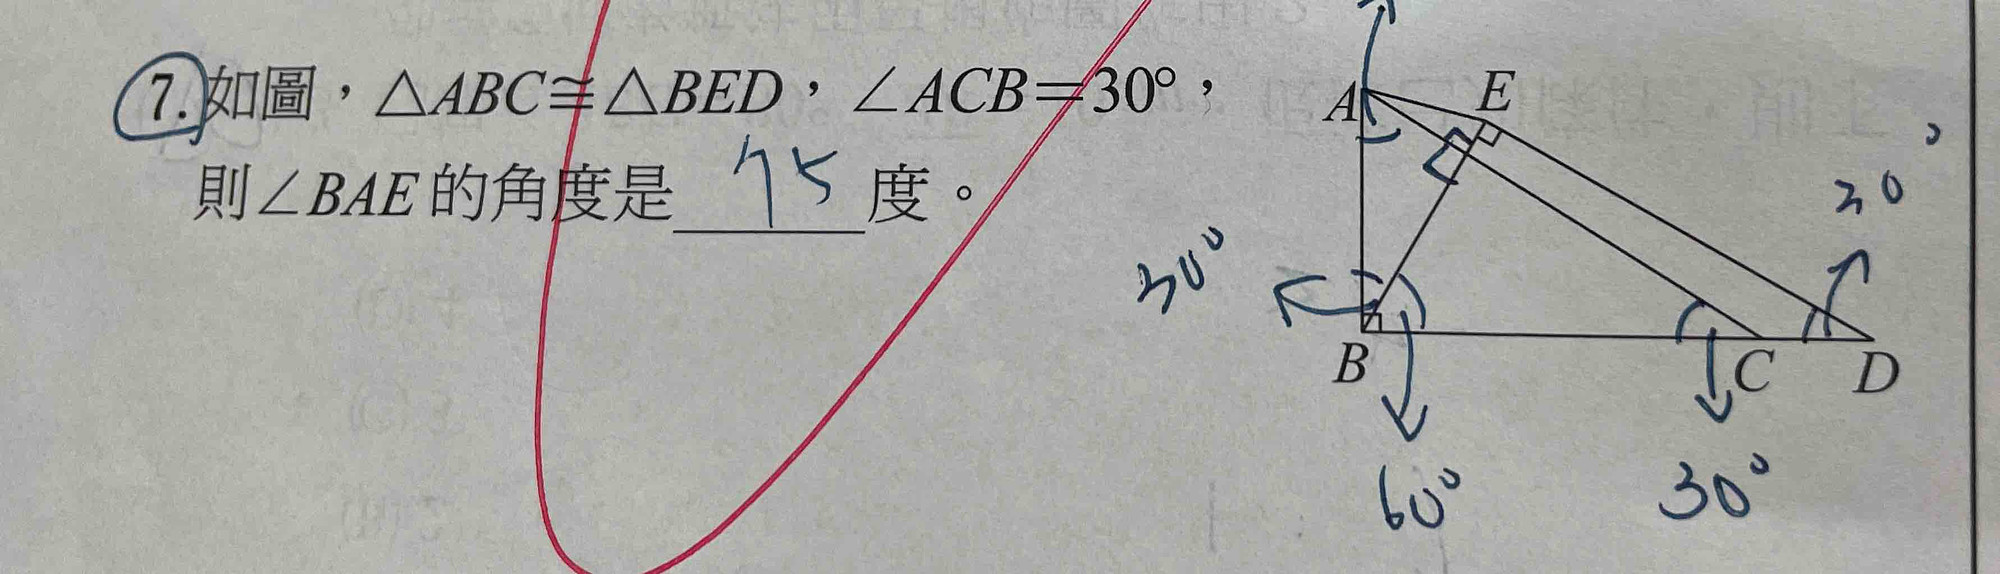 7. 如圖，△ABC≅△BED，∠ACB=30°，
則∠BAE的角度是 75 度。
A
E
30°
30°
B
C
D
60°
30°